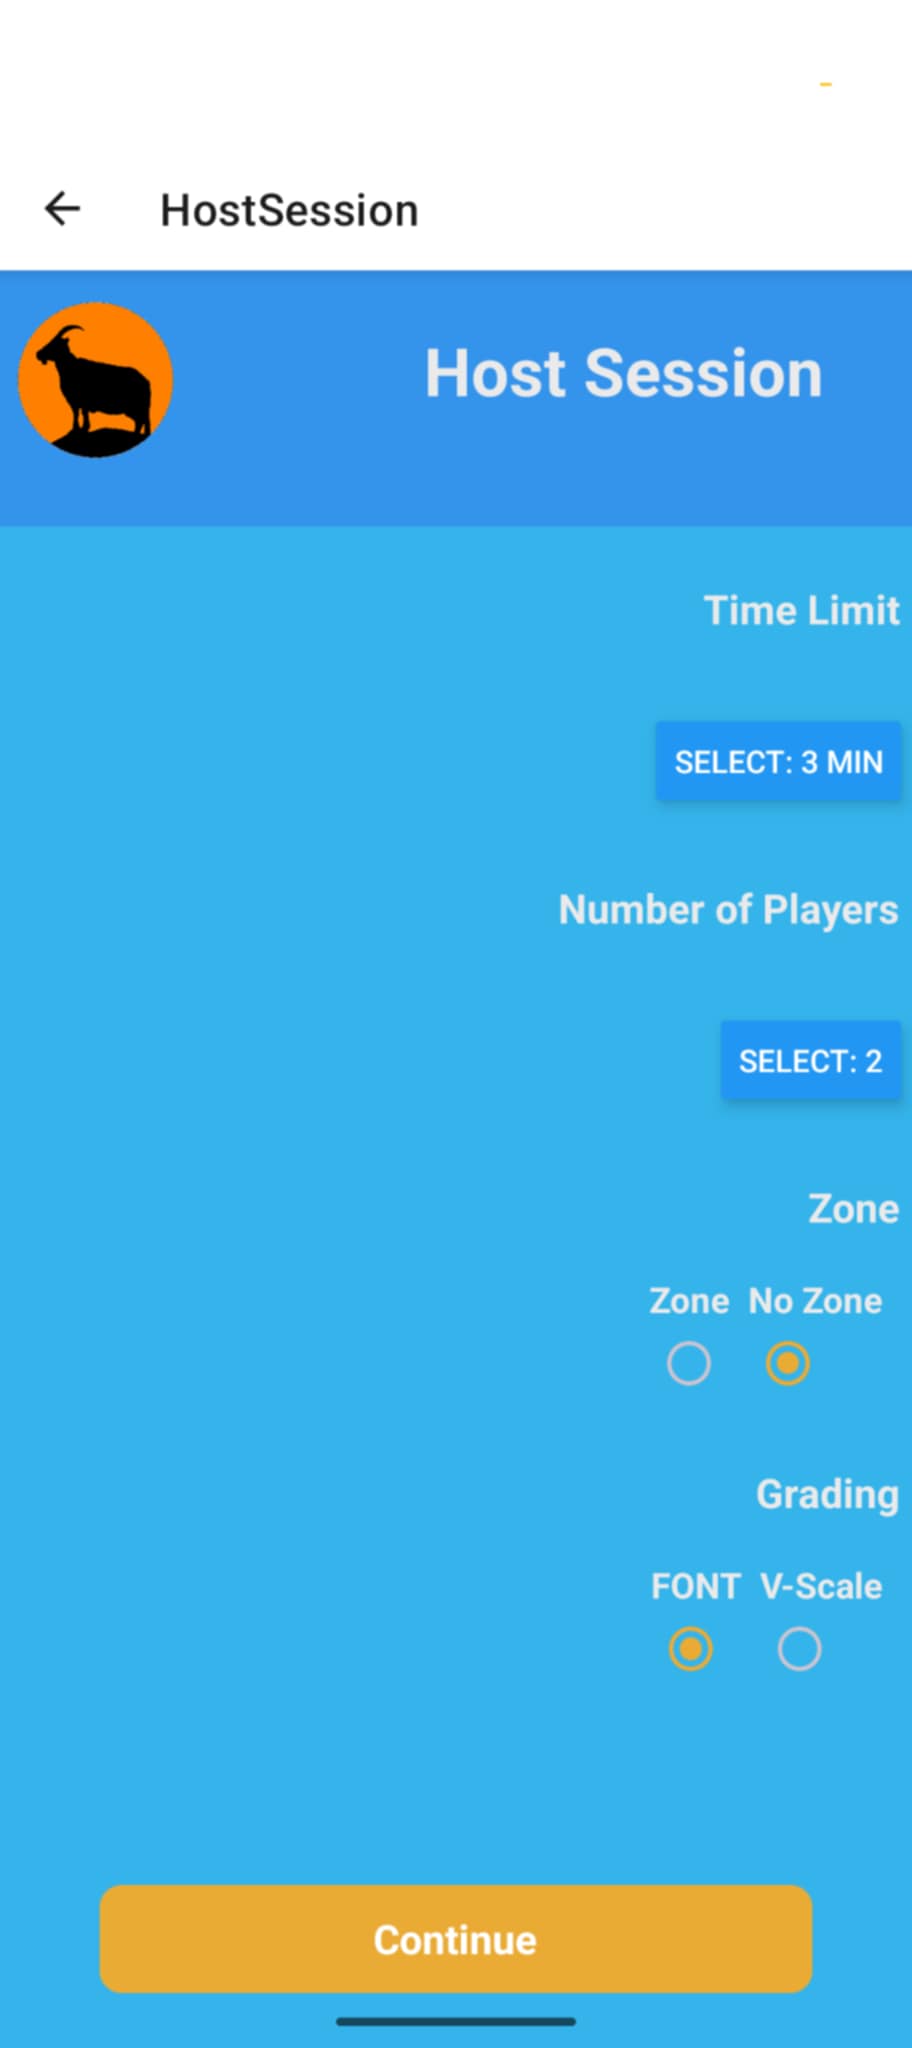 HostSession
Host Session
Time Limit
SELECT: 3 MIN
Number of Players
SELECT: 2
Zone
Zone No Zone
Grading
FONT V-Scale
Continue